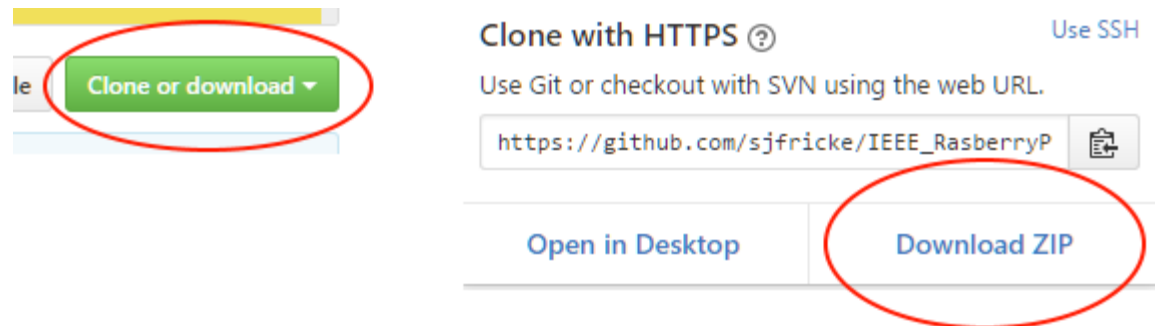 le
Clone or download
Clone with HTTPS
Use SSH
Use Git or checkout with SVN using the web URL.
https://github.com/sjfricke/IEEE_RasberryP
Open in Desktop
Download ZIP